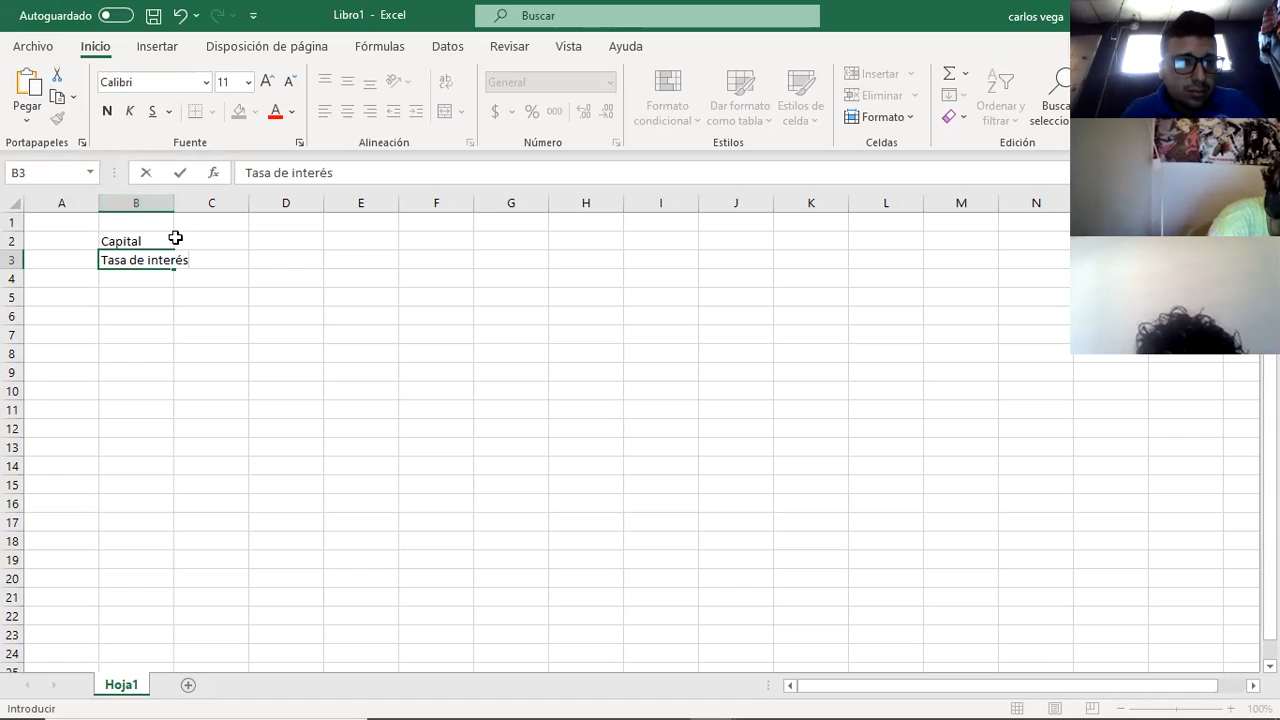 Autoguardado
Libro1 - Excel
Buscar
carlos vega
Archivo Inicio Insertar Disposición de página Fórmulas Datos Revisar Vista Ayuda
Pegar
Calibri 11
N K S
General
$ % 000
Formato condicional
Dar formato como tabla
Estilos de celda
Insertar
Eliminar
Formato
Ordenar y filtrar
Portapapeles Fuente Alineación Número Estilos Celdas Edición
B3 fx Tasa de interés
A B C D E F G H I J K L M N
1
2 Capital
3 Tasa de interés
4
5
6
7
8
9
10
11
12
13
14
15
16
17
18
19
20
21
22
23
24
25
Hoja1
Introducir 100%